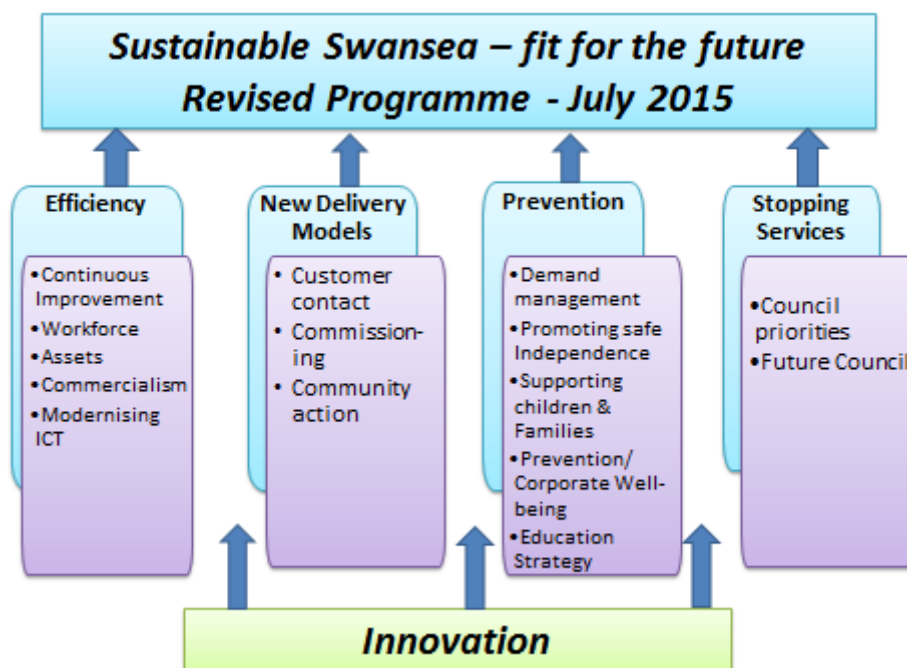 Sustainable Swansea – fit for the future
Revised Programme - July 2015
Efficiency
•Continuous
Improvement
•Workforce
•Assets
•Commercialism
•Modernising
ICT
New Delivery
Models
• Customer
contact
• Commission-
ing
• Community
action
Prevention
•Demand
management
•Promoting safe
Independence
•Supporting
children &
Families
•Prevention/
Corporate Well-
being
•Education
Strategy
Stopping
Services
•Council
priorities
•Future Council
Innovation